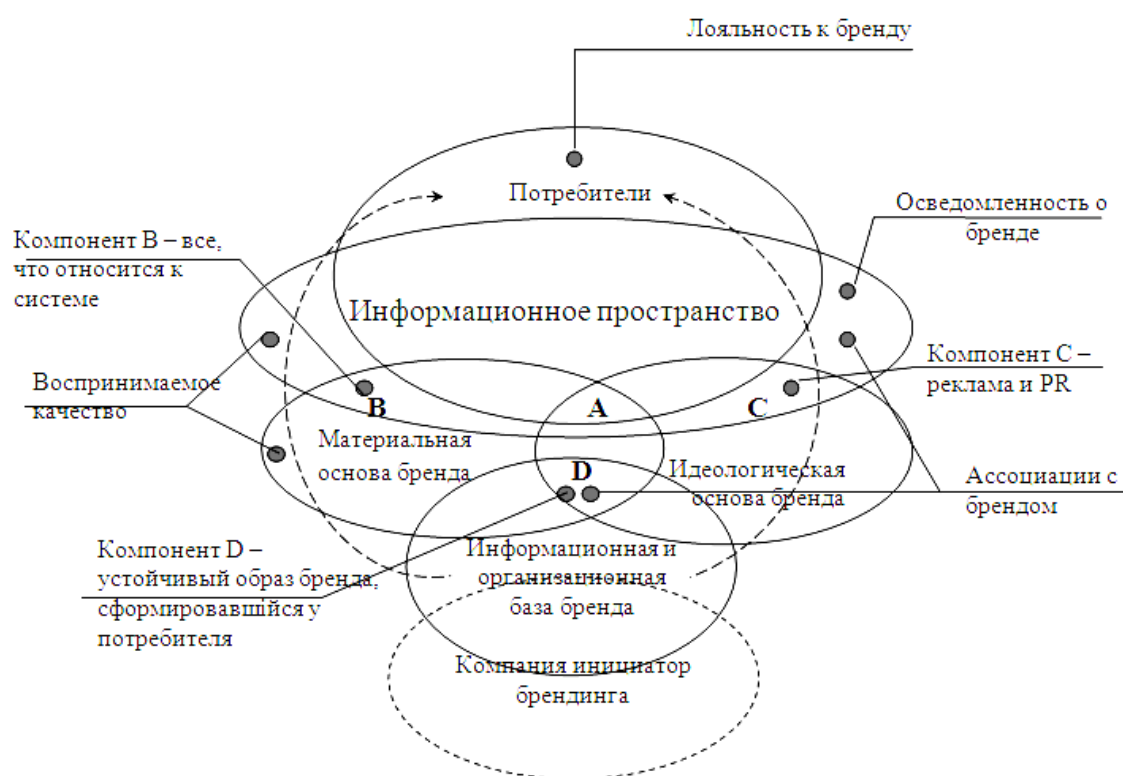 Лояльность к бренду
Потребители
Осведомленность о
бренде
Компонент В – все,
что относится к
системе
Информационное пространство
Компонент С –
реклама и PR
Воспринимаемое
качество
В
А
С
Материальная
основа бренда
D
Идеологическая
основа бренда
Ассоциации с
брендом
Компонент D –
устойчивый образ бренда,
сформировавшійся у
потребителя
Информационная и
организационная
база бренда
Компания инициатор
брендинга